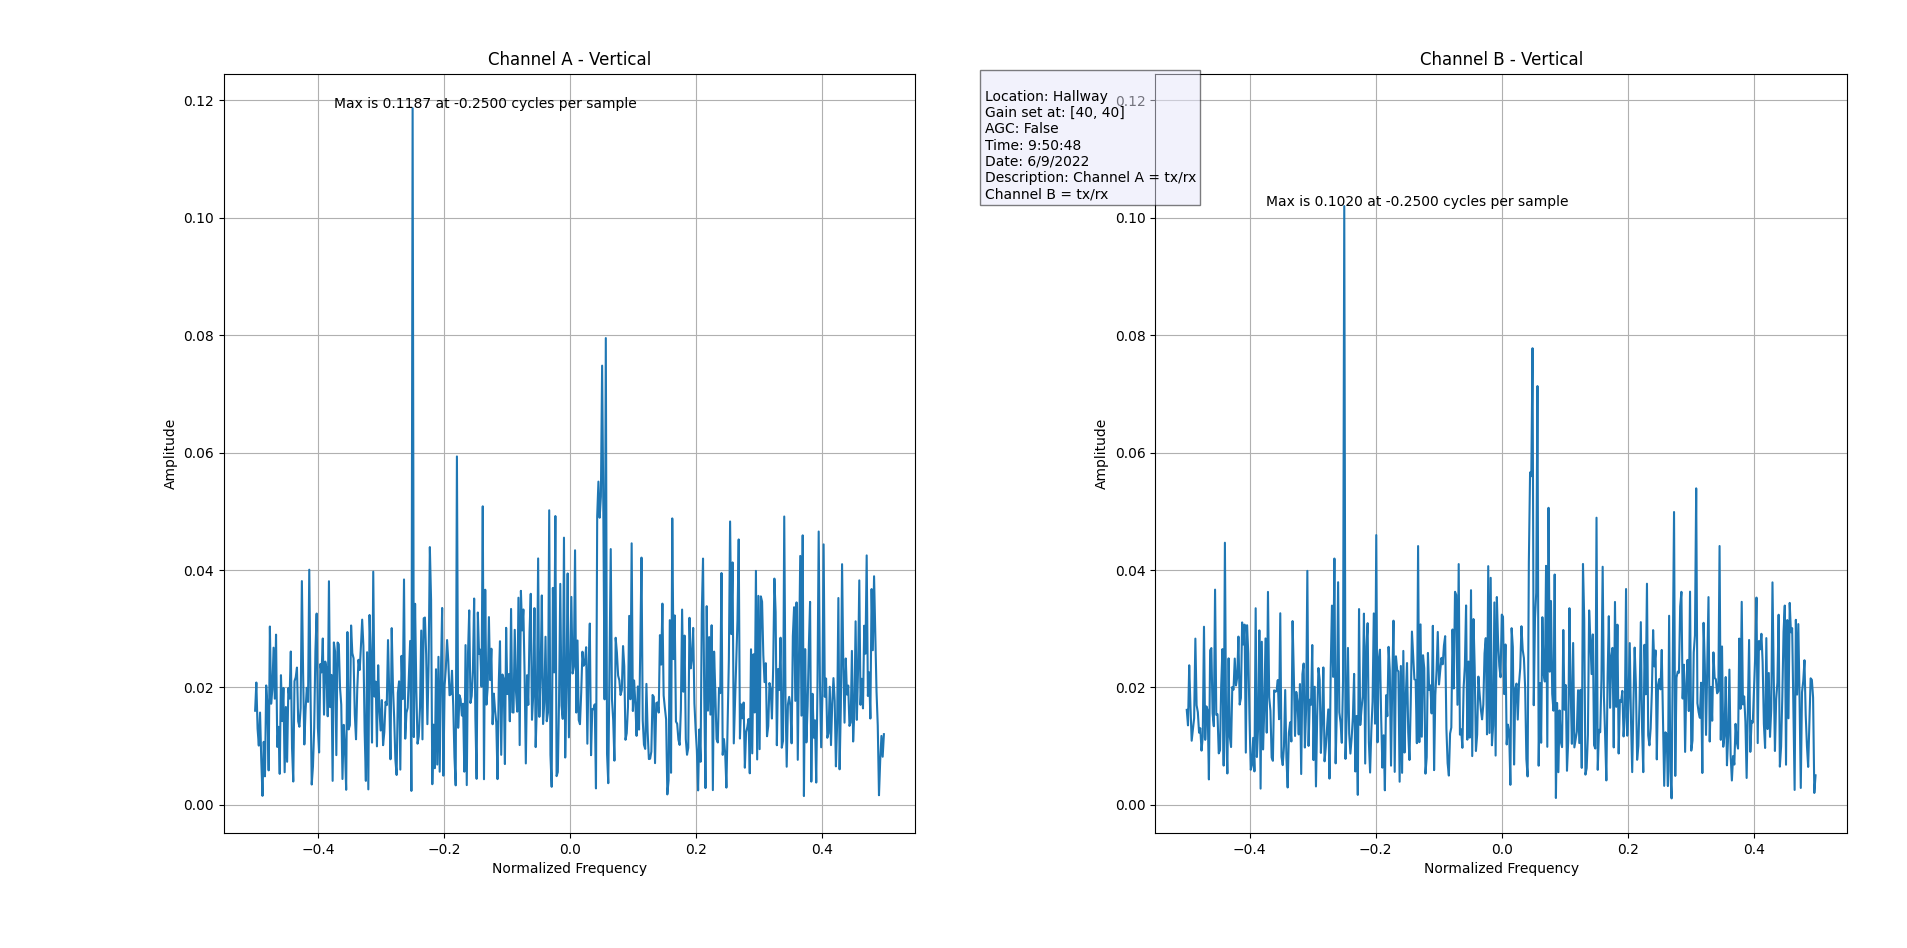 Channel A - Vertical
Max is 0.1187 at -0.2500 cycles per sample
0.12
0.10
0.08
0.06
0.04
0.02
0.00
Amplitude
−0.4 −0.2 0.0 0.2 0.4
Normalized Frequency
Location: Hallway
Gain set at: [40, 40]
AGC: False
Time: 9:50:48
Date: 6/9/2022
Description: Channel A = tx/rx
Channel B = tx/rx
Channel B - Vertical
Max is 0.1020 at -0.2500 cycles per sample
0.12
0.10
0.08
0.06
0.04
0.02
0.00
Amplitude
−0.4 −0.2 0.0 0.2 0.4
Normalized Frequency